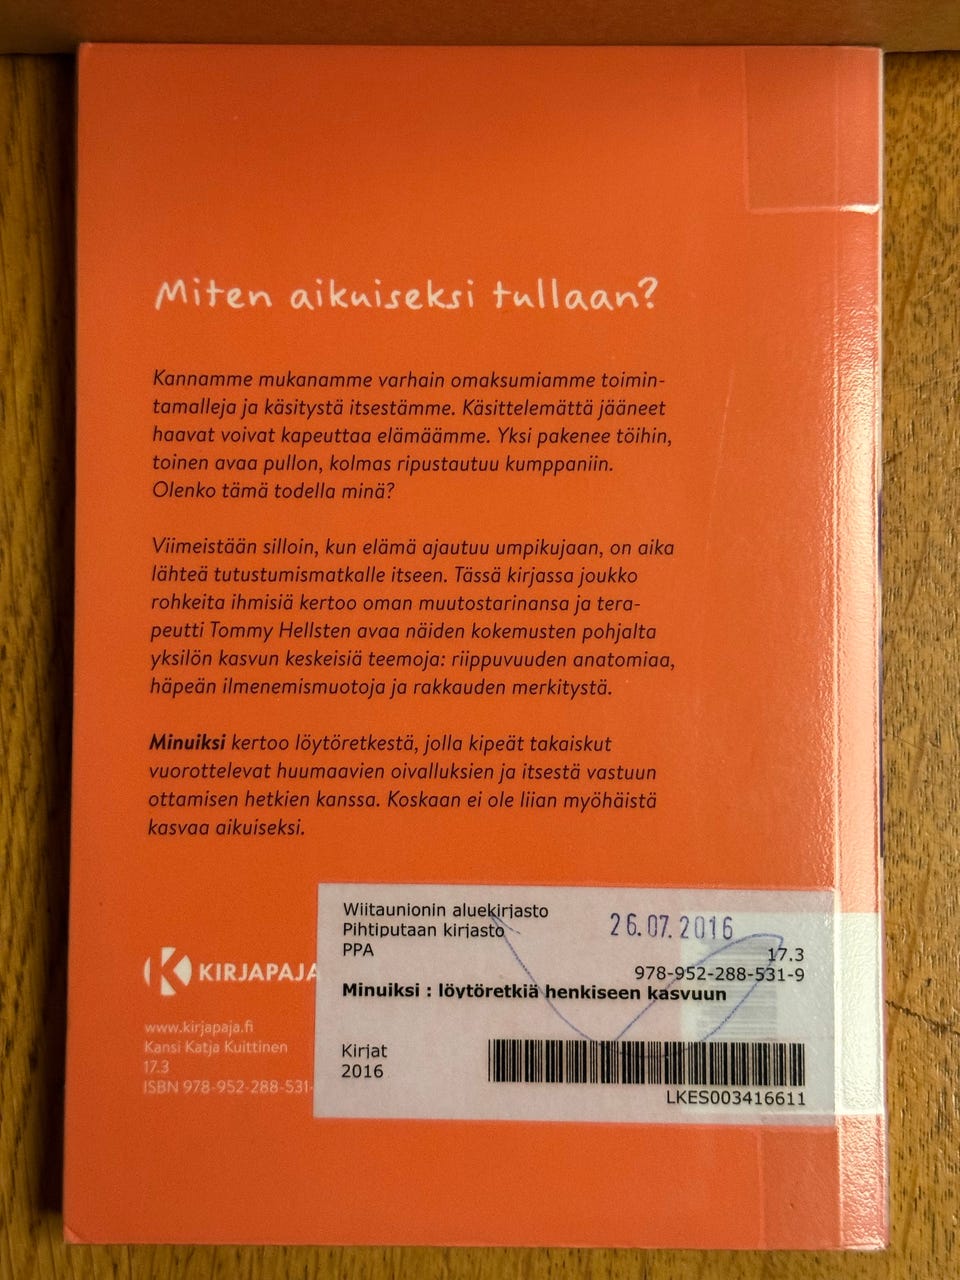 Miten aikuiseksi tullaan?
Kannamme mukanamme varhain omaksumiamme toimin-
tamalleja ja käsitystä itsestämme. Käsittelemättä jääneet
haavat voivat kapeuttaa elämäämme. Yksi pakenee töihin,
toinen avaa pullon, kolmas ripustautuu kumppaniin.
Olenko tämä todella minä?
Viimeistään silloin, kun elämä ajautuu umpikujaan, on aika
lähteä tutustumismatkalle itseen. Tässä kirjassa joukko
rohkeita ihmisiä kertoo oman muutostarinansa ja tera-
peutti Tommy Hellsten avaa näiden kokemusten pohjalta
yksilön kasvun keskeisiä teemoja: riippuvuuden anatomiaa,
häpeän ilmenemismuotoja ja rakkauden merkitystä.
Minuiksi kertoo löytöretkestä, jolla kipeät takaiskut
vuorottelevat huumaavien oivalluksien ja itsestä vastuun
ottamisen hetkien kanssa. Koskaan ei ole liian myöhäistä
kasvaa aikuiseksi.
K KIRJAPAJA
www.kirjapaja.fi
Kansi Katja Kuittinen
17.3
ISBN 978-952-288-531-
Wiitaunionin aluekirjasto
Pihtiputaan kirjasto
PPA
26.07.2016
17.3
978-952-288-531-9
Minuiksi : löytöretkiä henkiseen kasvuun
Kirjat
2016
LKES003416611